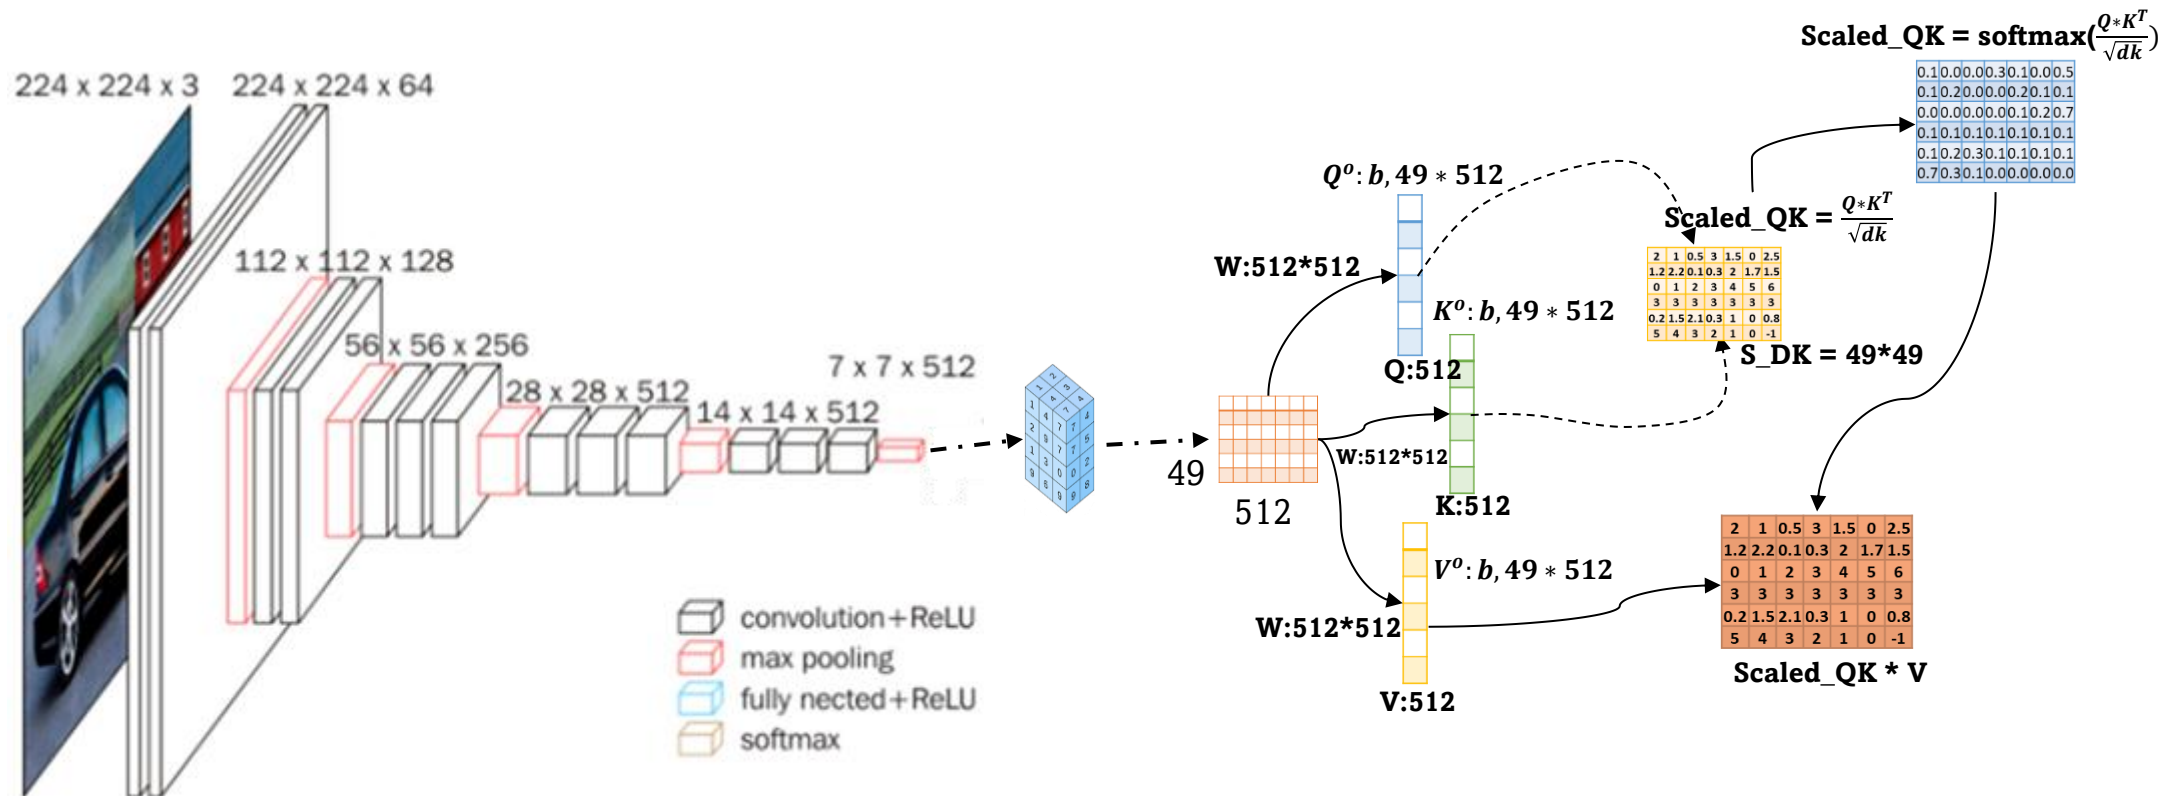 224 x 224 x 3
224 x 224 x 64
112 x 112 x 128
56 x 56 x 256
28 x 28 x 512
14 x 14 x 512
7 x 7 x 512
convolution+ReLU
max pooling
fully nected+ReLU
softmax
49
512
W:512*512
Q^o: b, 49 * 512
Q:512
K^o: b, 49 * 512
W:512*512
K:512
V^o: b, 49 * 512
W:512*512
V:512
Scaled_QK = softmax(Q*K^T/√dk)
0.1 0.0 0.0 0.3 0.1 0.0 0.5
0.1 0.2 0.0 0.0 0.2 0.1 0.1
0.0 0.0 0.0 0.0 0.1 0.2 0.7
0.1 0.1 0.1 0.1 0.1 0.1 0.1
0.1 0.2 0.3 0.1 0.1 0.1 0.1
0.7 0.3 0.1 0.0 0.0 0.0 0.0
Scaled_QK = Q*K^T/√dk
2 1 0.5 3 1.5 0 2.5
1.2 2.2 0.1 0.3 2 1.7 1.5
0 1 2 3 4 5 6
3 3 3 3 3 3 3
0.2 1.5 2.1 0.3 1 0 0.8
5 4 3 2 1 0 -1
S_DK = 49*49
2 1 0.5 3 1.5 0 2.5
1.2 2.2 0.1 0.3 2 1.7 1.5
0 1 2 3 4 5 6
3 3 3 3 3 3 3
0.2 1.5 2.1 0.3 1 0 0.8
5 4 3 2 1 0 -1
Scaled_QK * V